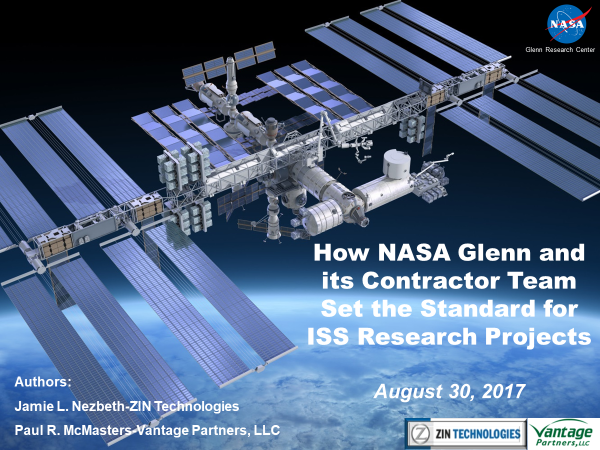 NASA
Glenn Research Center
How NASA Glenn and
its Contractor Team
Set the Standard for
ISS Research Projects
August 30, 2017
Authors:
Jamie L. Nezbeth-ZIN Technologies
Paul R. McMasters-Vantage Partners, LLC
Z ZIN TECHNOLOGIES
Vantage
Partners, LLC